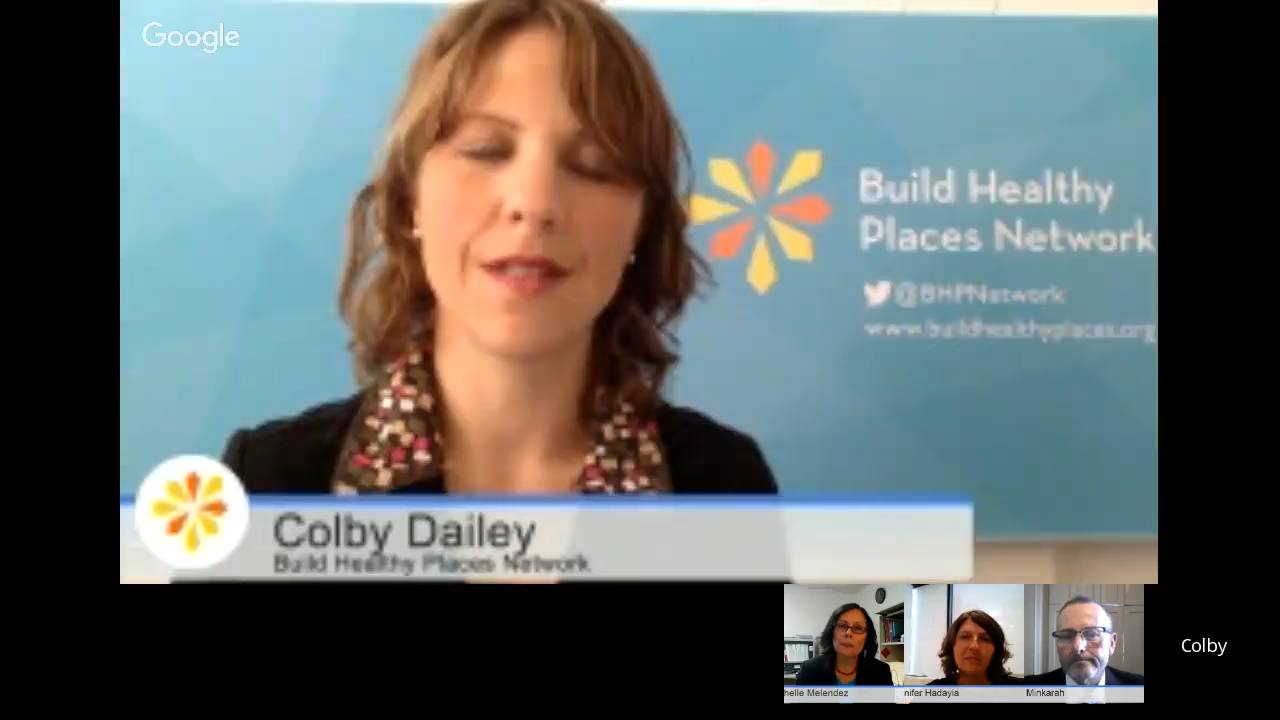 Google
Build Healthy
Places Network
@BHPNetwork
www.buildhealthyplaces.org
Colby Dailey
Build Healthy Places Network
helle Melendez
nnifer Hadayia
Minkarah
Colby